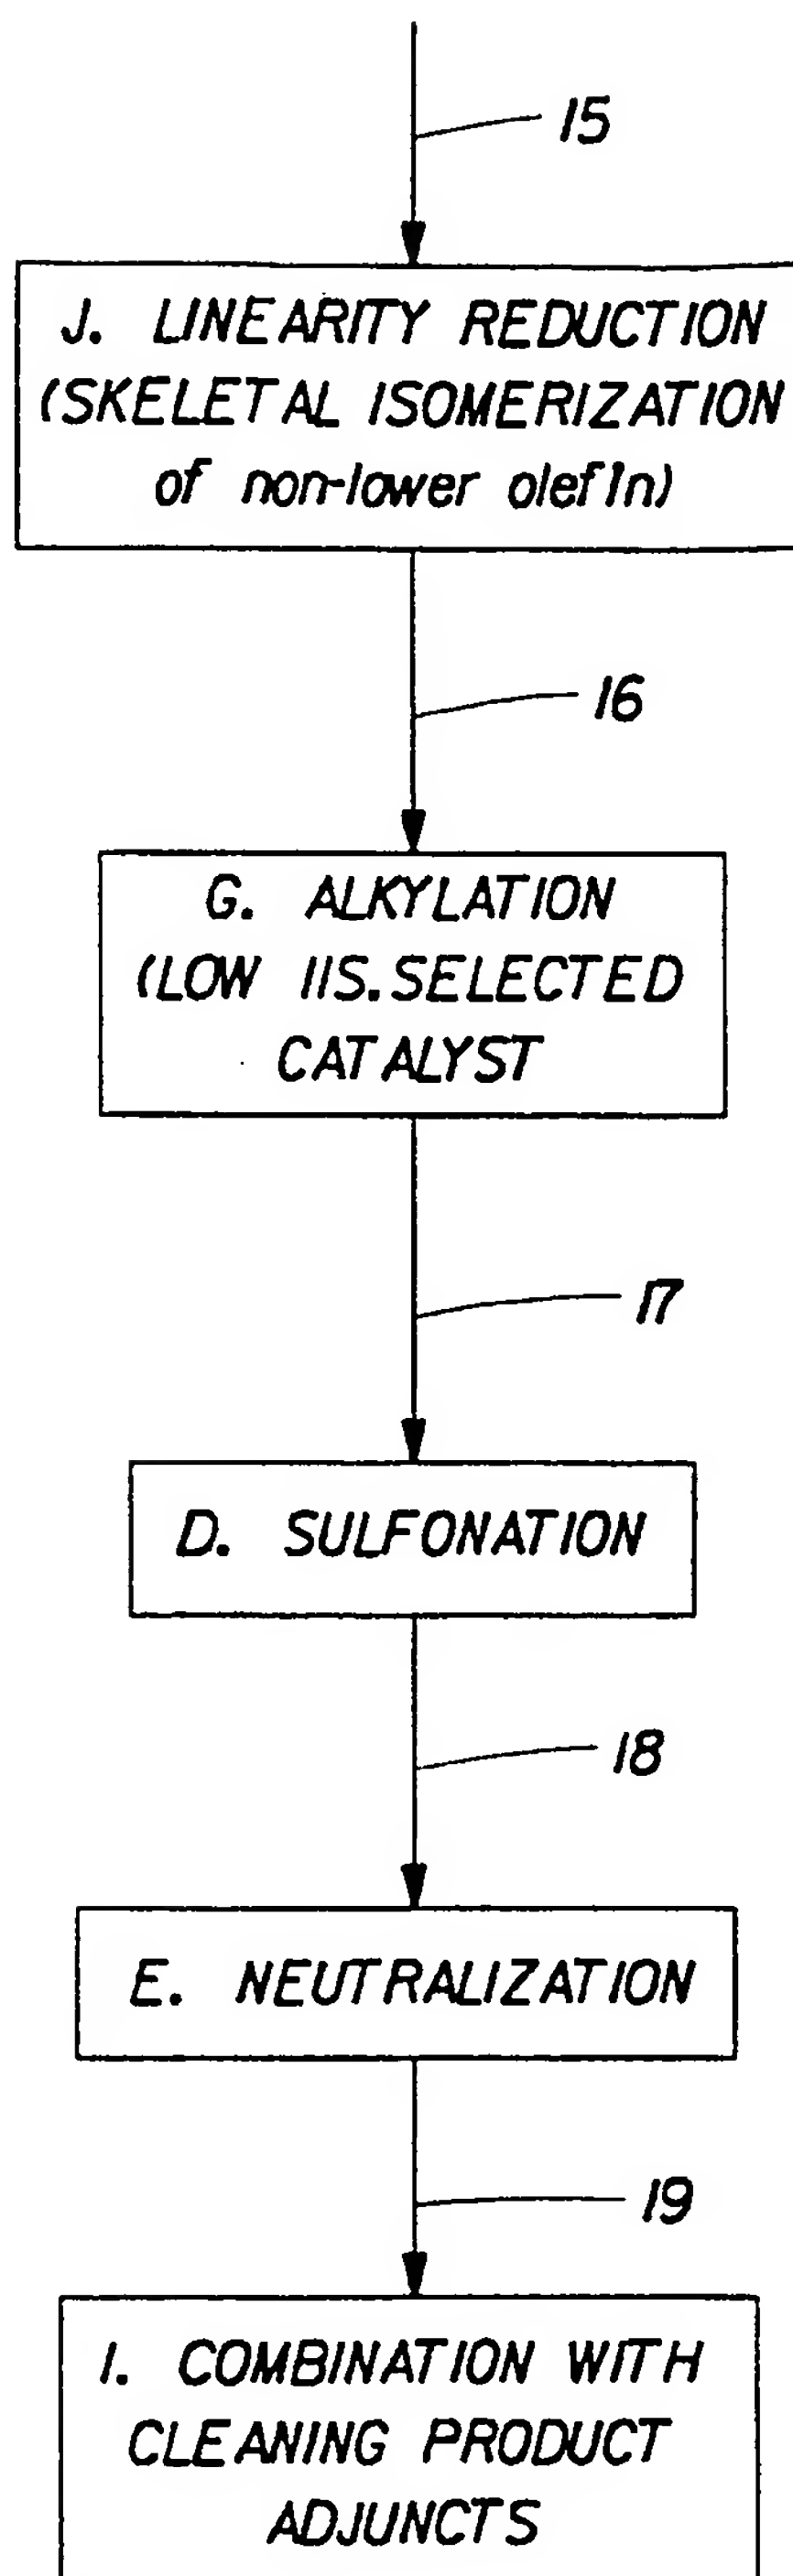 15
J. LINEARITY REDUCTION
(SKELETAL ISOMERIZATION
of non-lower olefin)
16
G. ALKYLATION
(LOW IIS.SELECTED
CATALYST
17
D. SULFONATION
18
E. NEUTRALIZATION
19
I. COMBINATION WITH
CLEANING PRODUCT
ADJUNCTS